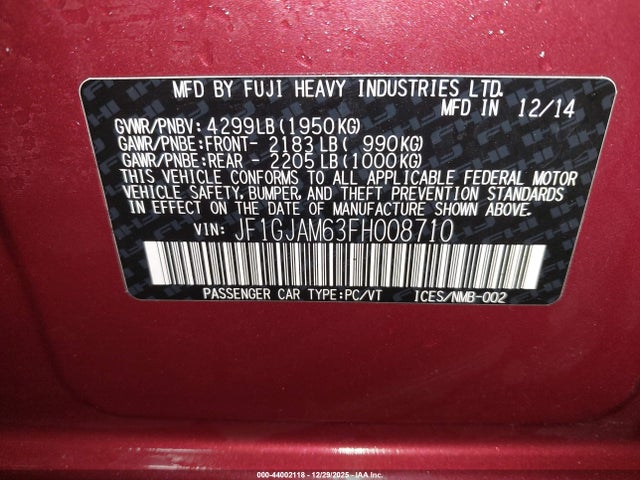 MFD BY FUJI HEAVY INDUSTRIES LTD.
MFD IN 12/14
GVWR/PNBV: 4299LB(1950KG)
GAWR/PNBE:FRONT- 2183LB( 990KG)
GAWR/PNBE:REAR - 2205LB(1000KG)
THIS VEHICLE CONFORMS TO ALL APPLICABLE FEDERAL MOTOR
VEHICLE SAFETY, BUMPER, AND THEFT PREVENTION STANDARDS
IN EFFECT ON THE DATE OF MANUFACTURE SHOWN ABOVE.
VIN: JF1GJAM63FH008710
PASSENGER CAR TYPE:PC/VT ICES/NMB-002
000-44002118 - 12/29/2025 - IAA Inc.